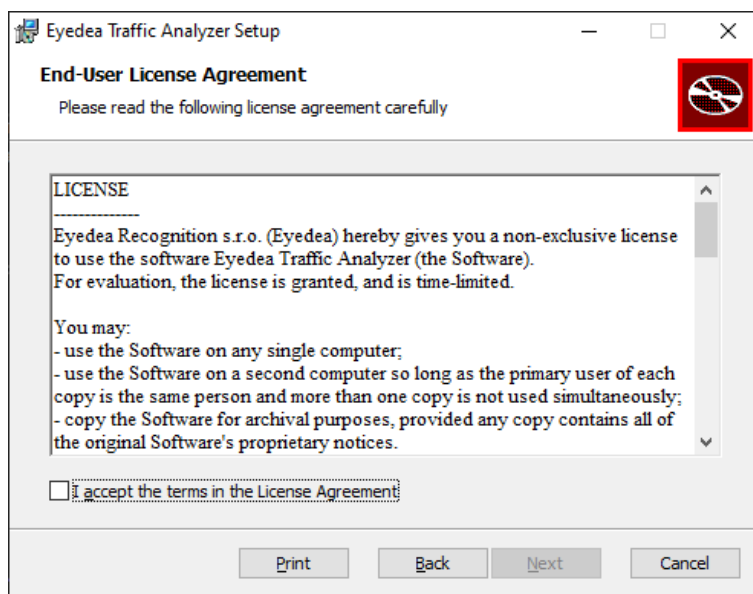 Eyedea Traffic Analyzer Setup
End-User License Agreement
Please read the following license agreement carefully
LICENSE
--------------
Eyedea Recognition s.r.o. (Eyedea) hereby gives you a non-exclusive license
to use the software Eyedea Traffic Analyzer (the Software).
For evaluation, the license is granted, and is time-limited.
You may:
- use the Software on any single computer;
- use the Software on a second computer so long as the primary user of each
copy is the same person and more than one copy is not used simultaneously;
- copy the Software for archival purposes, provided any copy contains all of
the original Software's proprietary notices.
I accept the terms in the License Agreement
Print Back Next Cancel